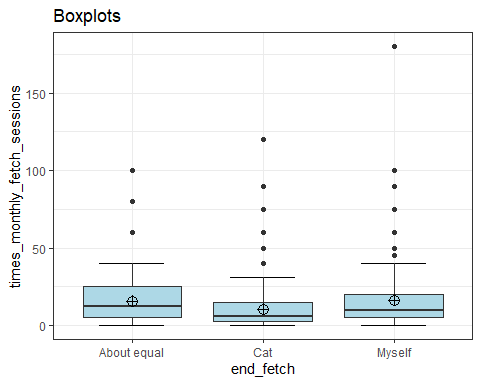 Boxplots
times_monthly_fetch_sessions
150
100
50
0
About equal
Cat
Myself
end_fetch